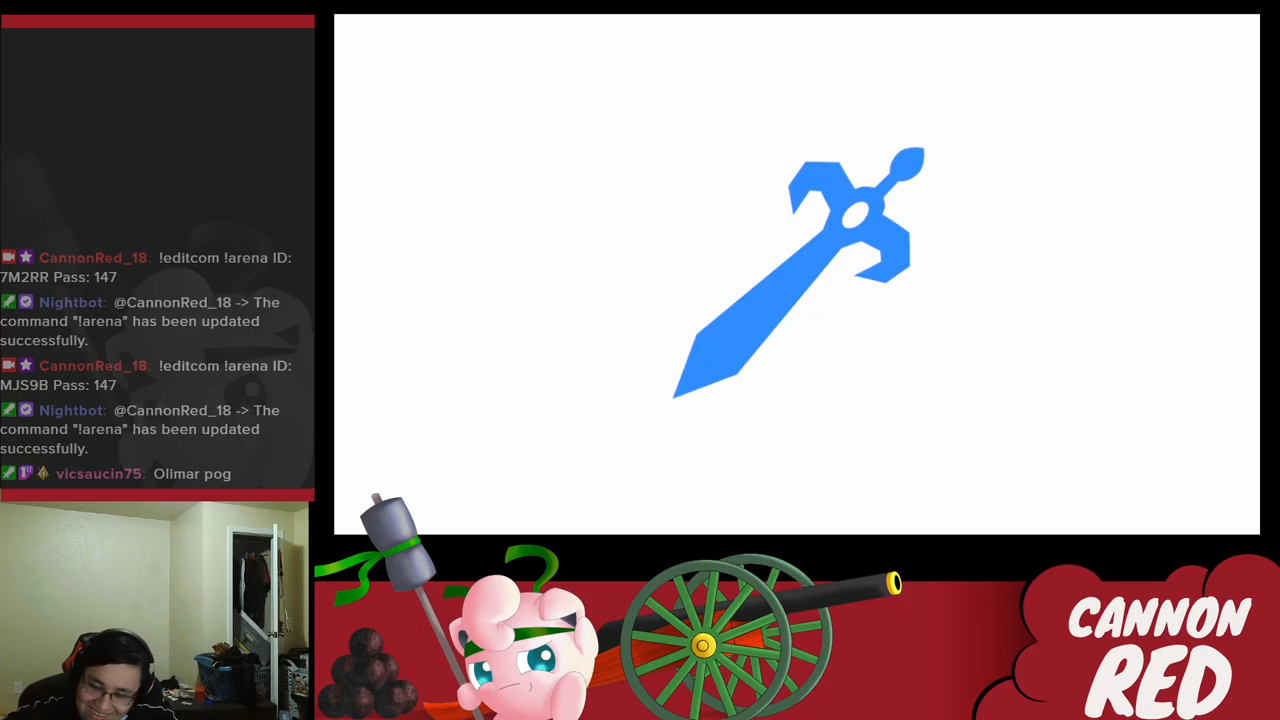 CannonRed_18: !editcom !arena ID:
7M2RR Pass: 147
Nightbot: @CannonRed_18 -> The
command "!arena" has been updated
successfully.
CannonRed_18: !editcom !arena ID:
MJS9B Pass: 147
Nightbot: @CannonRed_18 -> The
command "!arena" has been updated
successfully.
vicsaucin75: Olimar pog
CANNON
RED